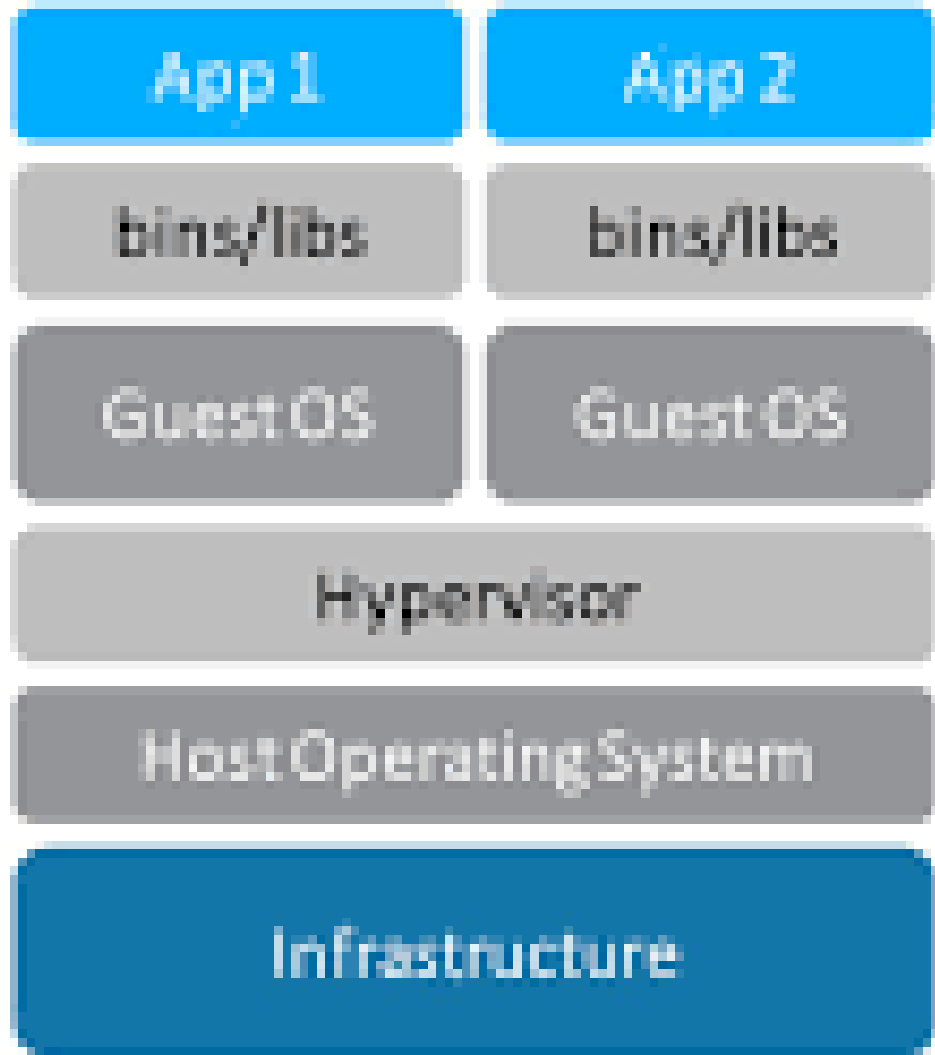 App 1 App 2
bins/libs bins/libs
Guest OS Guest OS
Hypervisor
Host Operating System
Infrastructure